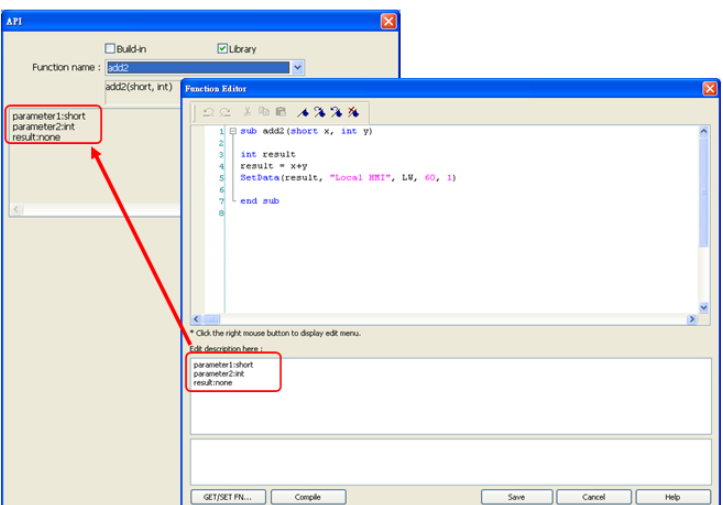 API
Build-in
Library
Function name :
add2
add2(short, int)
parameter1:short
parameter2:int
result:none
Function Editor
1 sub add2(short x, int y)
2
3 int result
4 result = x+y
5 SetData(result, "Local HMI", LW, 60, 1)
6
7 end sub
8
* Click the right mouse button to display edit menu.
Edit description here :
parameter1:short
parameter2:int
result:none
GET/SET FN...
Compile
Save
Cancel
Help